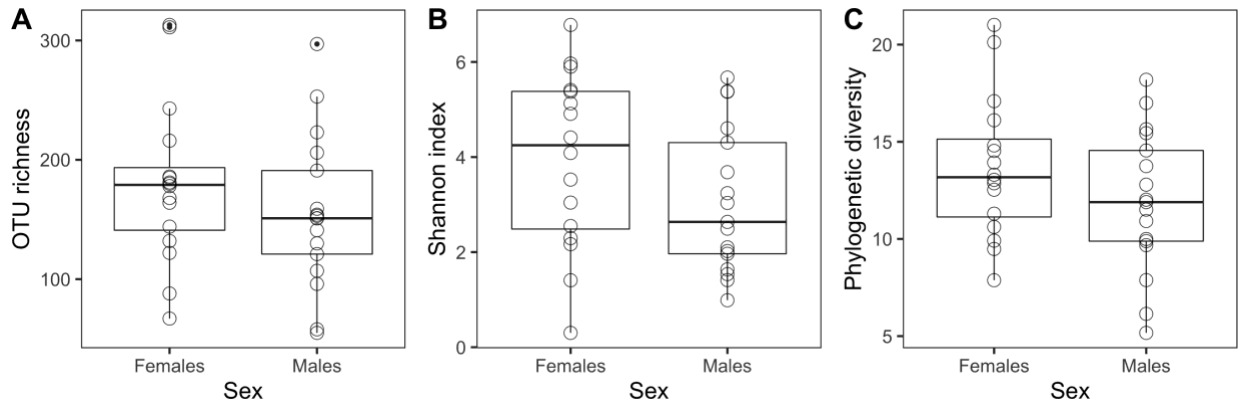 A
OTU richness
300
200
100
Females
Males
Sex
B
Shannon index
6
4
2
0
Females
Males
Sex
C
Phylogenetic diversity
20
15
10
5
Females
Males
Sex